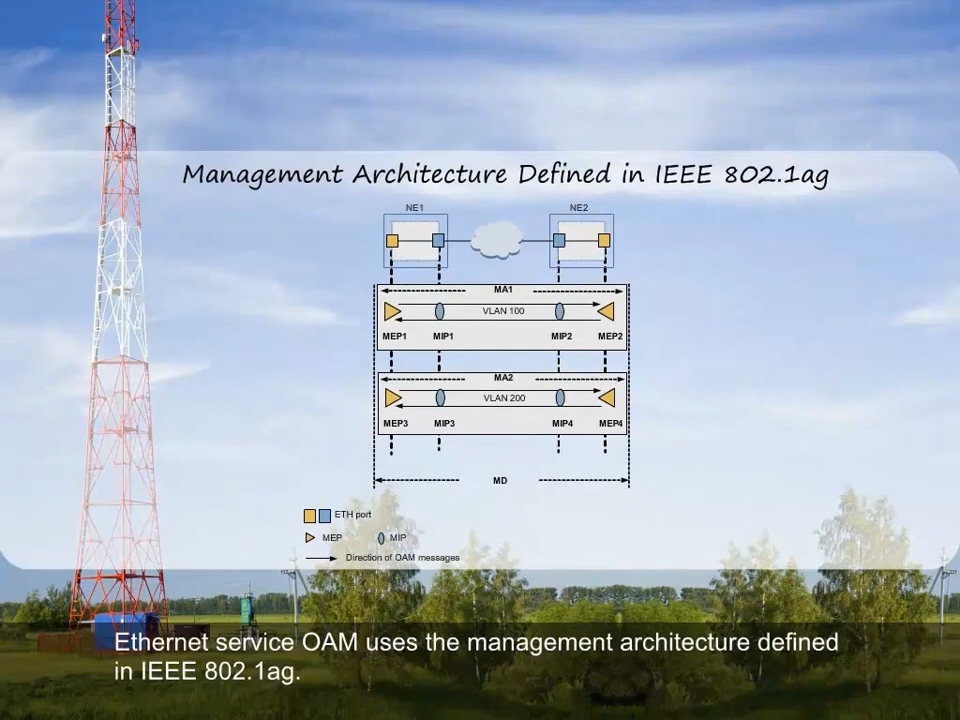 Management Architecture Defined in IEEE 802.1ag
NE1 NE2
MA1
VLAN 100
MEP1 MIP1 MIP2 MEP2
MA2
VLAN 200
MEP3 MIP3 MIP4 MEP4
MD
ETH port
MEP MIP
Direction of OAM messages
Ethernet service OAM uses the management architecture defined
in IEEE 802.1ag.